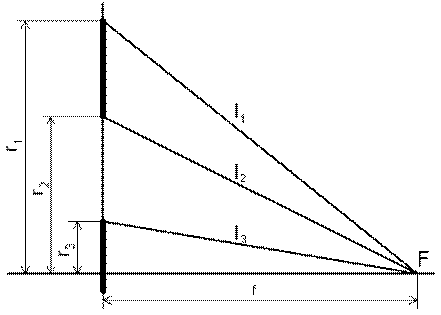 l₁
r₁
l₂
r₂
l₃
r₃
F
f